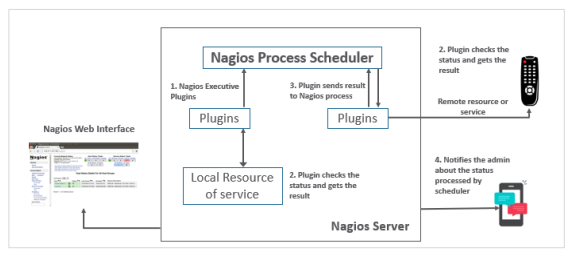 Nagios Process Scheduler
2. Plugin checks the
status and gets the
result
1. Nagios Executive
Plugins
3. Plugin sends result
to Nagios process
Remote resource or
service
Plugins
Plugins
Nagios Web Interface
Nagios
4. Notifies the admin
about the status
processed by
scheduler
Local Resource
of service
2. Plugin checks the
status and gets the
result
Nagios Server